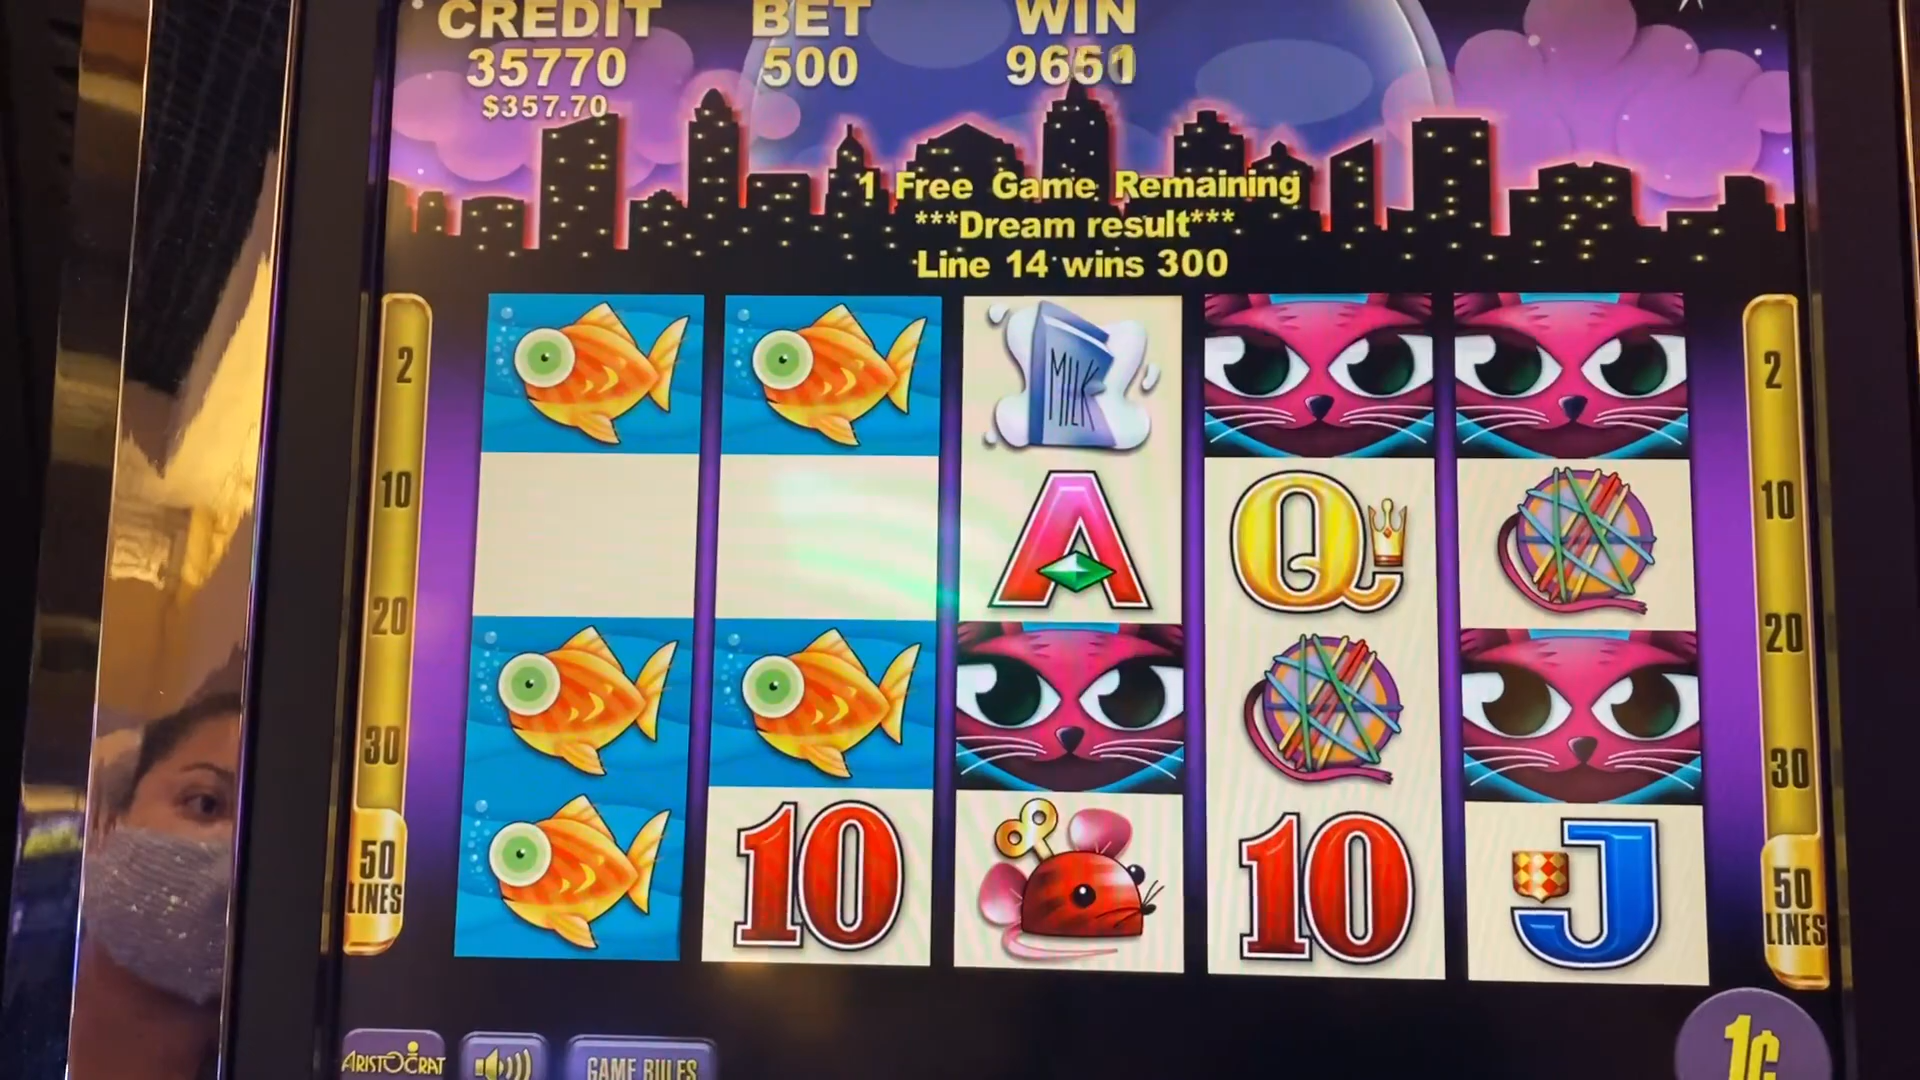 CREDIT BET WIN
35770 500 9651
$357.70
1 Free Game Remaining
***Dream result***
Line 14 wins 300
2 MILK 2
10 A Q 10
20 20
30 30
50 LINES 10 10 J 50 LINES
ARISTOCRAT GAME RULES 1¢